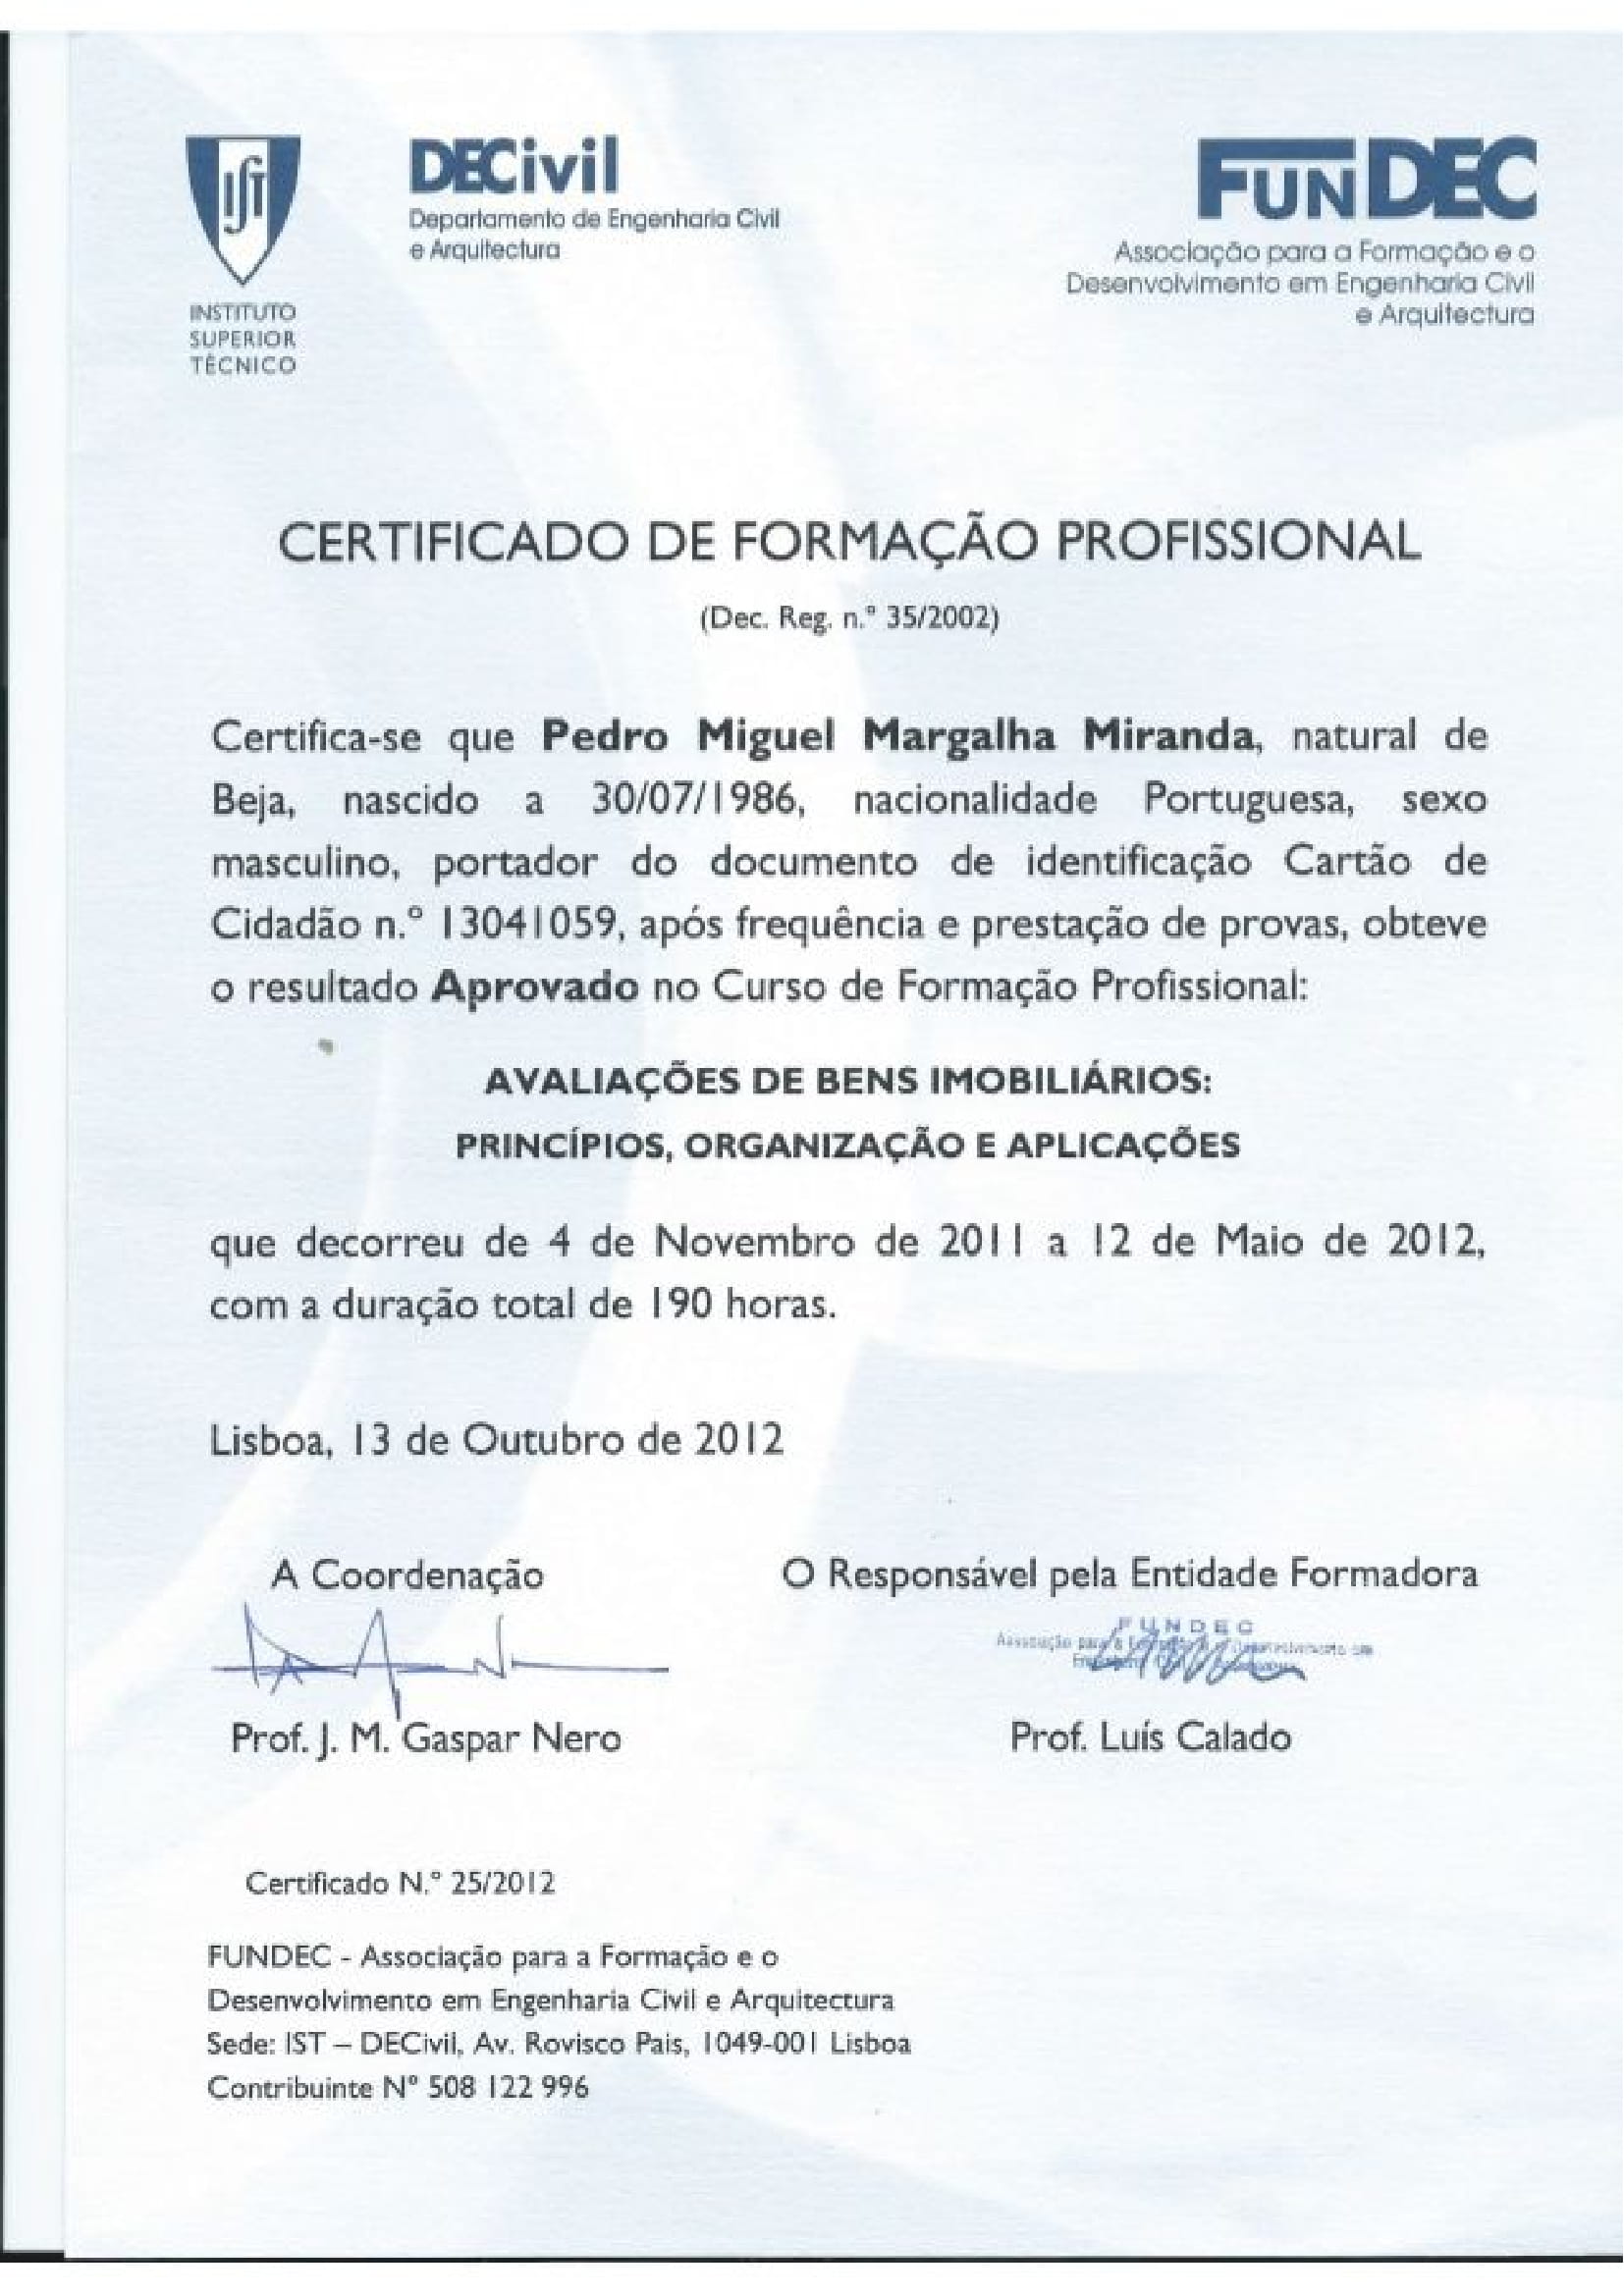 IST
INSTITUTO
SUPERIOR
TÉCNICO
DECivil
Departamento de Engenharia Civil
e Arquitectura
FUNDEC
Associação para a Formação e o
Desenvolvimento em Engenharia Civil
e Arquitectura
CERTIFICADO DE FORMAÇÃO PROFISSIONAL
(Dec. Reg. n.º 35/2002)
Certifica-se que Pedro Miguel Margalha Miranda, natural de
Beja, nascido a 30/07/1986, nacionalidade Portuguesa, sexo
masculino, portador do documento de identificação Cartão de
Cidadão n.º 13041059, após frequência e prestação de provas, obteve
o resultado Aprovado no Curso de Formação Profissional:
AVALIAÇÕES DE BENS IMOBILIÁRIOS:
PRINCÍPIOS, ORGANIZAÇÃO E APLICAÇÕES
que decorreu de 4 de Novembro de 2011 a 12 de Maio de 2012,
com a duração total de 190 horas.
Lisboa, 13 de Outubro de 2012
A Coordenação
O Responsável pela Entidade Formadora
FUNDEC
Associação para a
Prof. J. M. Gaspar Nero
Prof. Luís Calado
Certificado N.º 25/2012
FUNDEC - Associação para a Formação e o
Desenvolvimento em Engenharia Civil e Arquitectura
Sede: IST – DECivil, Av. Rovisco Pais, 1049-001 Lisboa
Contribuinte Nº 508 122 996